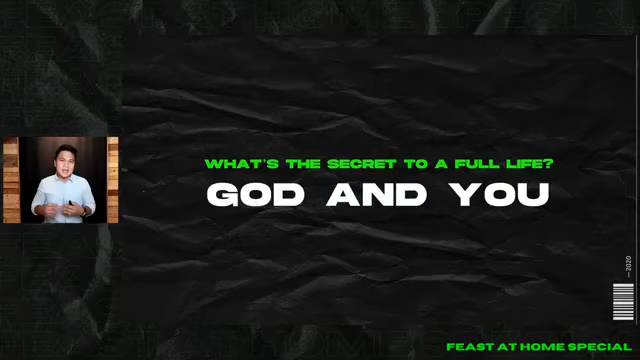 WHAT'S THE SECRET TO A FULL LIFE?
GOD AND YOU
—2020
FEAST AT HOME SPECIAL